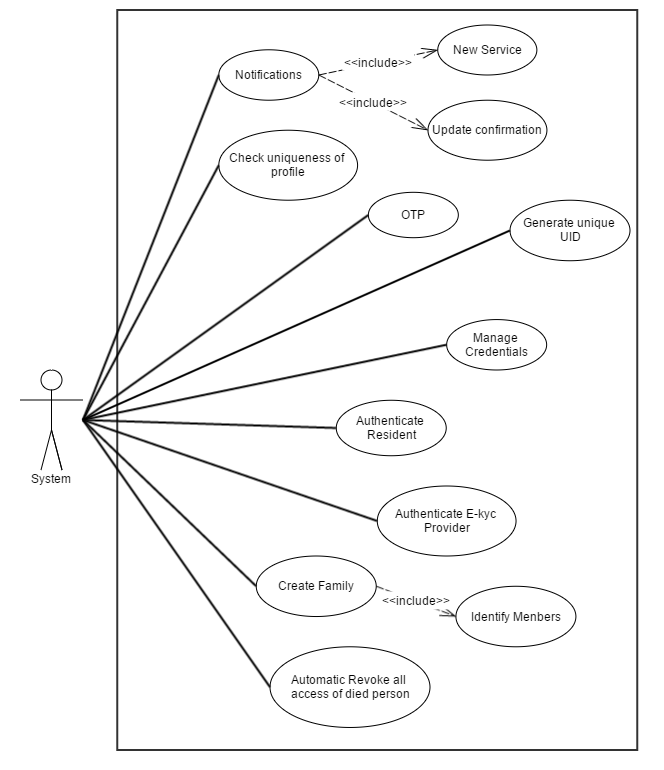 New Service
<<include>>
Notifications
<<include>>
Update confirmation
Check uniqueness of
profile
OTP
Generate unique
UID
Manage
Credentials
Authenticate
Resident
System
Authenticate E-kyc
Provider
Create Family
<<include>>
Identify Menbers
Automatic Revoke all
access of died person